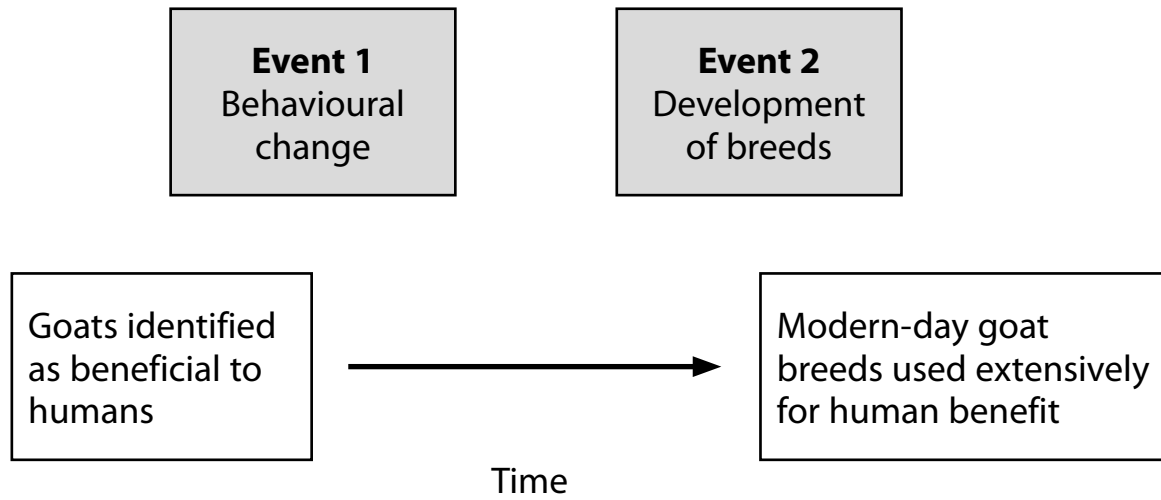 Event 1
Behavioural
change
Event 2
Development
of breeds
Goats identified
as beneficial to
humans
Modern-day goat
breeds used extensively
for human benefit
Time